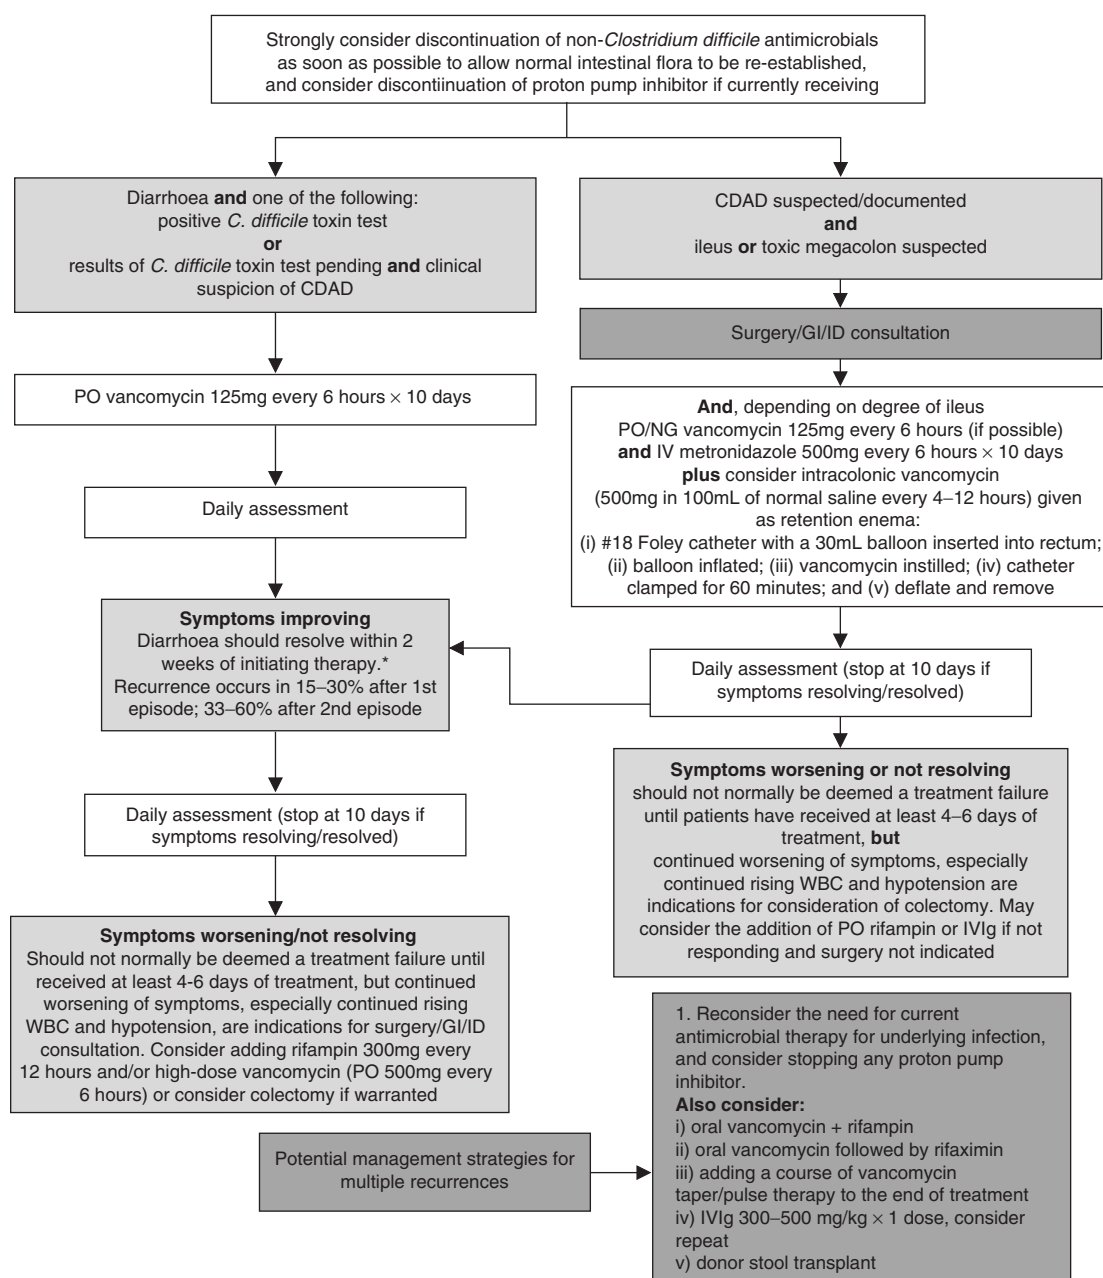 Strongly consider discontinuation of non-Clostridium difficile antimicrobials
as soon as possible to allow normal intestinal flora to be re-established,
and consider discontiinuation of proton pump inhibitor if currently receiving
Diarrhoea and one of the following:
positive C. difficile toxin test
or
results of C. difficile toxin test pending and clinical
suspicion of CDAD
PO vancomycin 125mg every 6 hours × 10 days
Daily assessment
Symptoms improving
Diarrhoea should resolve within 2
weeks of initiating therapy.*
Recurrence occurs in 15–30% after 1st
episode; 33–60% after 2nd episode
Daily assessment (stop at 10 days if
symptoms resolving/resolved)
Symptoms worsening/not resolving
Should not normally be deemed a treatment failure until
received at least 4-6 days of treatment, but continued
worsening of symptoms, especially continued rising
WBC and hypotension, are indications for surgery/GI/ID
consultation. Consider adding rifampin 300mg every
12 hours and/or high-dose vancomycin (PO 500mg every
6 hours) or consider colectomy if warranted
CDAD suspected/documented
and
ileus or toxic megacolon suspected
Surgery/GI/ID consultation
And, depending on degree of ileus
PO/NG vancomycin 125mg every 6 hours (if possible)
and IV metronidazole 500mg every 6 hours × 10 days
plus consider intracolonic vancomycin
(500mg in 100mL of normal saline every 4–12 hours) given
as retention enema:
(i) #18 Foley catheter with a 30mL balloon inserted into rectum;
(ii) balloon inflated; (iii) vancomycin instilled; (iv) catheter
clamped for 60 minutes; and (v) deflate and remove
Daily assessment (stop at 10 days if
symptoms resolving/resolved)
Symptoms worsening or not resolving
should not normally be deemed a treatment failure
until patients have received at least 4–6 days of
treatment, but
continued worsening of symptoms, especially
continued rising WBC and hypotension are
indications for consideration of colectomy. May
consider the addition of PO rifampin or IVIg if not
responding and surgery not indicated
Potential management strategies for
multiple recurrences
1. Reconsider the need for current
antimicrobial therapy for underlying infection,
and consider stopping any proton pump
inhibitor.
Also consider:
i) oral vancomycin + rifampin
ii) oral vancomycin followed by rifaximin
iii) adding a course of vancomycin
taper/pulse therapy to the end of treatment
iv) IVIg 300–500 mg/kg × 1 dose, consider
repeat
v) donor stool transplant